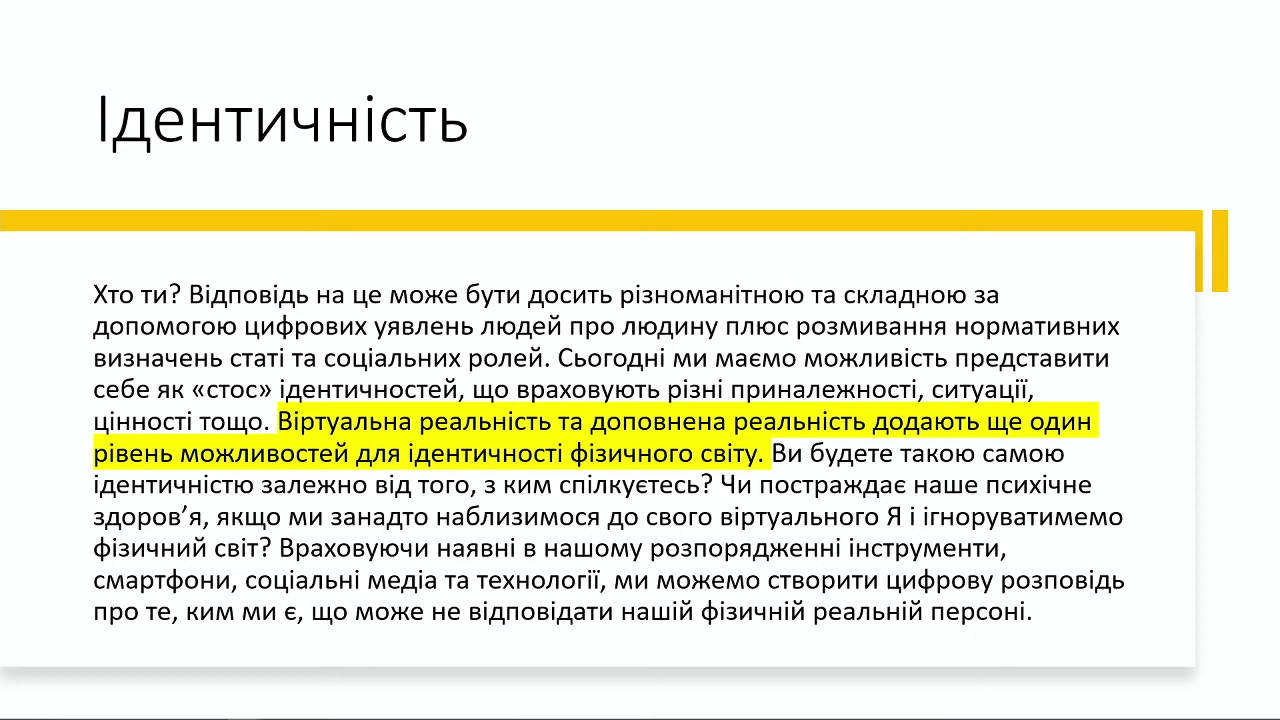 Ідентичність
Хто ти? Відповідь на це може бути досить різноманітною та складною за
допомогою цифрових уявлень людей про людину плюс розмивання нормативних
визначень статі та соціальних ролей. Сьогодні ми маємо можливість представити
себе як «стос» ідентичностей, що враховують різні приналежності, ситуації,
цінності тощо. Віртуальна реальність та доповнена реальність додають ще один
рівень можливостей для ідентичності фізичного світу. Ви будете такою самою
ідентичністю залежно від того, з ким спілкуєтесь? Чи постраждає наше психічне
здоров’я, якщо ми занадто наблизимося до свого віртуального Я і ігноруватимемо
фізичний світ? Враховуючи наявні в нашому розпорядженні інструменти,
смартфони, соціальні медіа та технології, ми можемо створити цифрову розповідь
про те, ким ми є, що може не відповідати нашій фізичній реальній персоні.